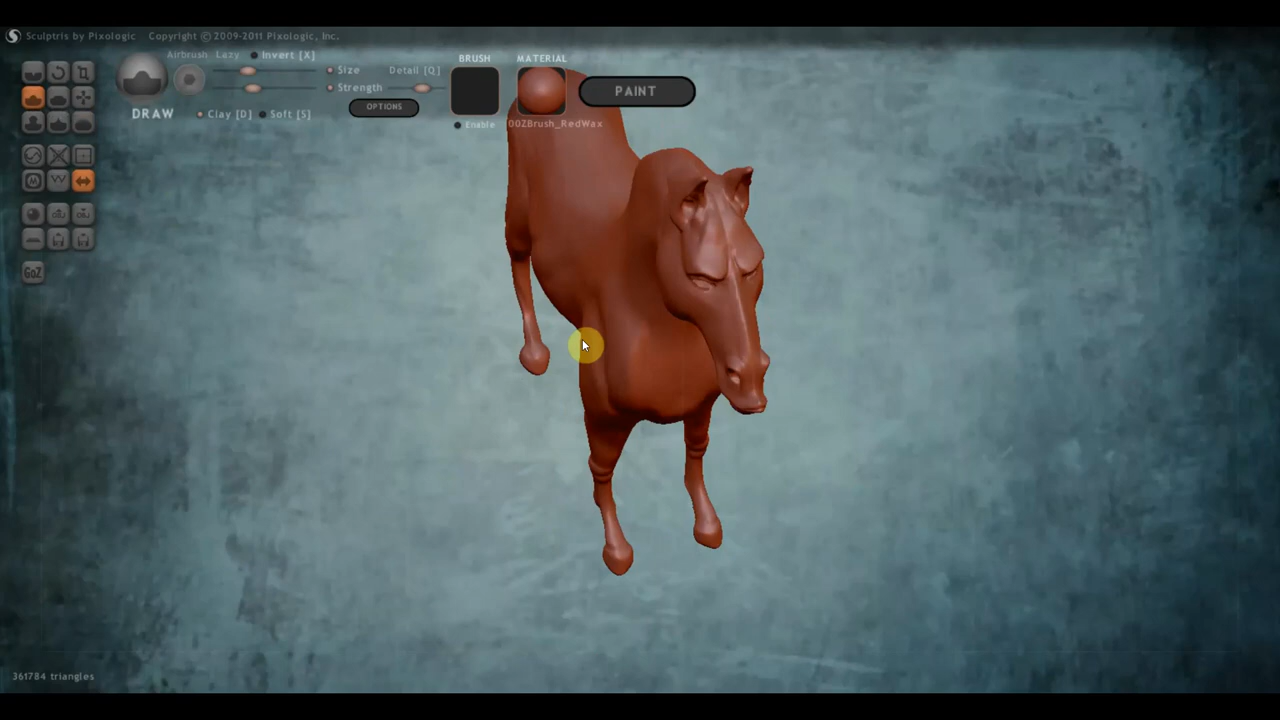 Sculptris by Pixologic Copyright ©2009-2011 Pixologic, Inc.
Airbrush Lazy Invert [X]
Size Detail [Q]
Strength
OPTIONS
DRAW Clay [D] Soft [S]
BRUSH
Enable
MATERIAL
00ZBrush_RedWax
PAINT
GoZ
361784 triangles